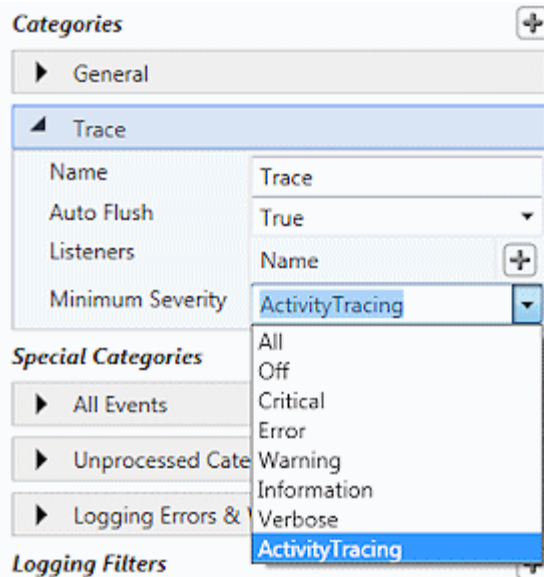 Categories
General
Trace
Name Trace
Auto Flush True
Listeners Name
Minimum Severity ActivityTracing
All
Special Categories
Off
All Events
Critical
Error
Unprocessed Cate Warning
Information
Logging Errors & Verbose
ActivityTracing
Logging Filters